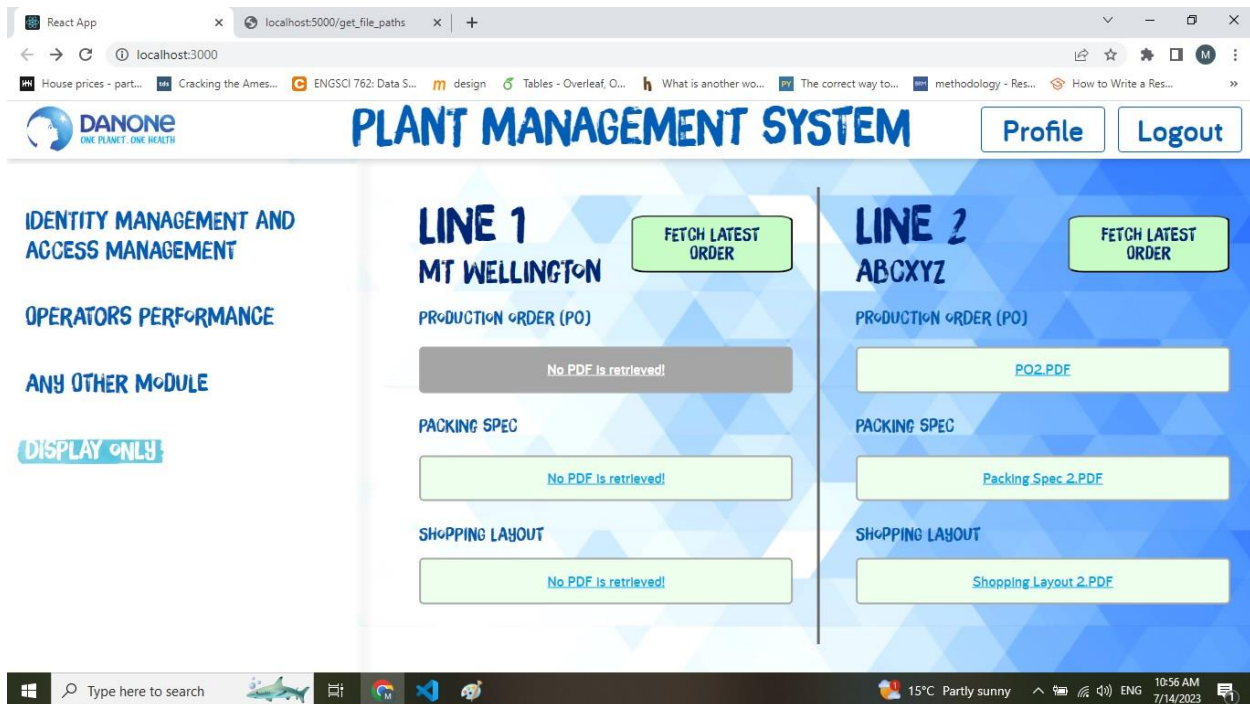 React App
localhost:5000/get_file_paths
localhost:3000
M
House prices - part...
Cracking the Ames...
ENGSCI 762: Data S...
design
Tables - Overleaf, O...
What is another wo...
The correct way to...
methodology - Res...
How to Write a Res...
DANONE
ONE PLANET. ONE HEALTH
PLANT MANAGEMENT SYSTEM
Profile
Logout
IDENTITY MANAGEMENT AND
ACCESS MANAGEMENT
OPERATORS PERFORMANCE
ANY OTHER MODULE
DISPLAY ONLY
LINE 1
MT WELLINGTON
FETCH LATEST
ORDER
PRODUCTION ORDER (PO)
No PDF is retrieved!
PACKING SPEC
No PDF is retrieved!
SHOPPING LAYOUT
No PDF is retrieved!
LINE 2
ABCXYZ
FETCH LATEST
ORDER
PRODUCTION ORDER (PO)
PO2.PDF
PACKING SPEC
Packing Spec 2.PDF
SHOPPING LAYOUT
Shopping Layout 2.PDF
Type here to search
15°C Partly sunny
ENG
10:56 AM
7/14/2023